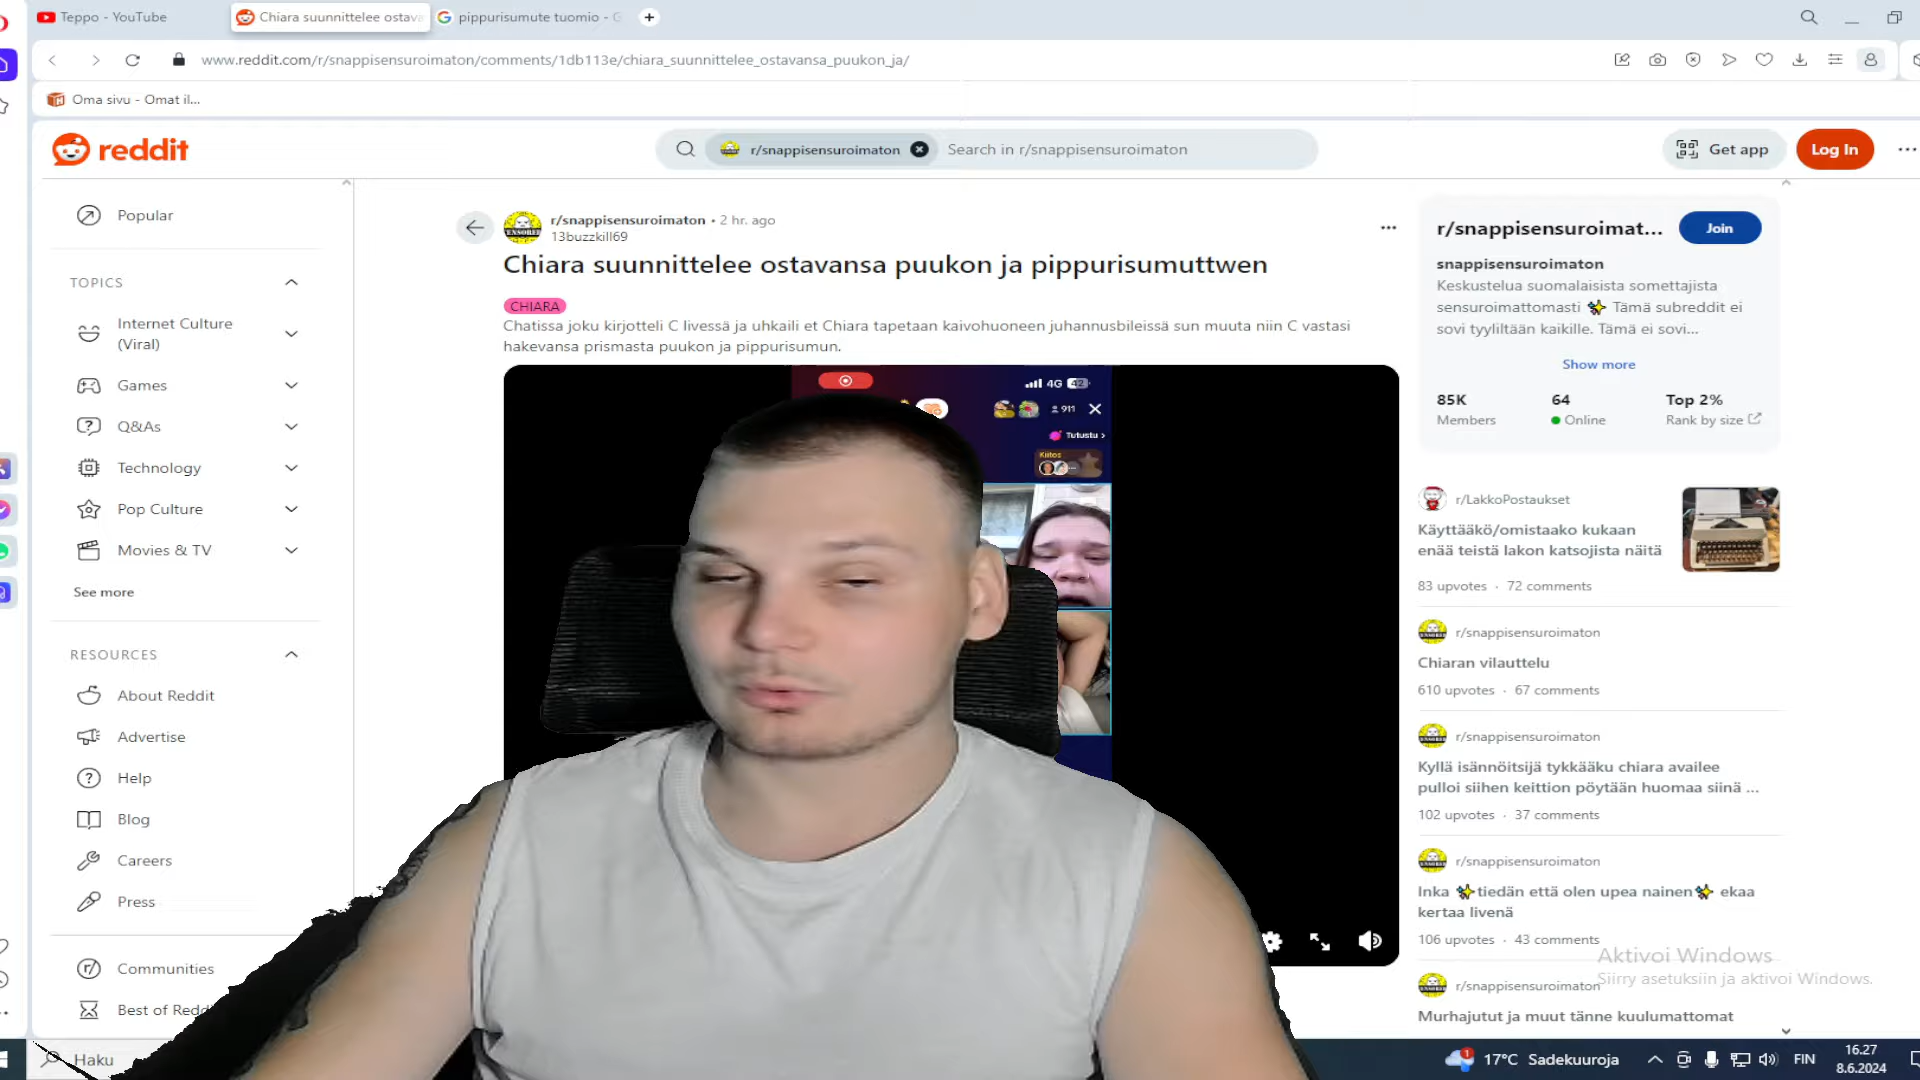 Teppo - YouTube
Chiara suunnittelee ostava
pippurisumute tuomio - G
www.reddit.com/r/snappisensuroimaton/comments/1db113e/chiara_suunnittelee_ostavansa_puukon_ja/
Oma sivu - Omat il...
reddit
r/snappisensuroimaton
Search in r/snappisensuroimaton
Get app
Log In
Popular
TOPICS
Internet Culture
(Viral)
Games
Q&As
Technology
Pop Culture
Movies & TV
See more
RESOURCES
About Reddit
Advertise
Help
Blog
Careers
Press
Communities
Best of Redd
r/snappisensuroimaton • 2 hr. ago
13buzzkill69
Chiara suunnittelee ostavansa puukon ja pippurisumuttwen
CHIARA
Chatissa joku kirjotteli C livessä ja uhkaili et Chiara tapetaan kaivohuoneen juhannusbileissä sun muuta niin C vastasi
hakevansa prismasta puukon ja pippurisumun.
4G 42
911
Tutustu >
Kiitos
r/snappisensuroimat...
Join
snappisensuroimaton
Keskustelua suomalaisista somettajista
sensuroimattomasti ✨ Tämä subreddit ei
sovi tyyliltään kaikille. Tämä ei sovi...
Show more
85K
64
Top 2%
Members
Online
Rank by size
r/LakkoPostaukset
Käyttääkö/omistaako kukaan
enää teistä lakon katsojista näitä
83 upvotes · 72 comments
r/snappisensuroimaton
Chiaran vilauttelu
610 upvotes · 67 comments
r/snappisensuroimaton
Kyllä isännöitsijä tykkääku chiara availee
pulloi siihen keittion pöytään huomaa siinä ...
102 upvotes · 37 comments
r/snappisensuroimaton
Inka ✨tiedän että olen upea nainen✨ ekaa
kertaa livenä
106 upvotes · 43 comments
r/snappisensuroimaton
Murhajutut ja muut tänne kuulumattomat
Aktivoi Windows
Siirry asetuksiin ja aktivoi Windows.
Haku
1
17°C Sadekuuroja
FIN
16.27
8.6.2024